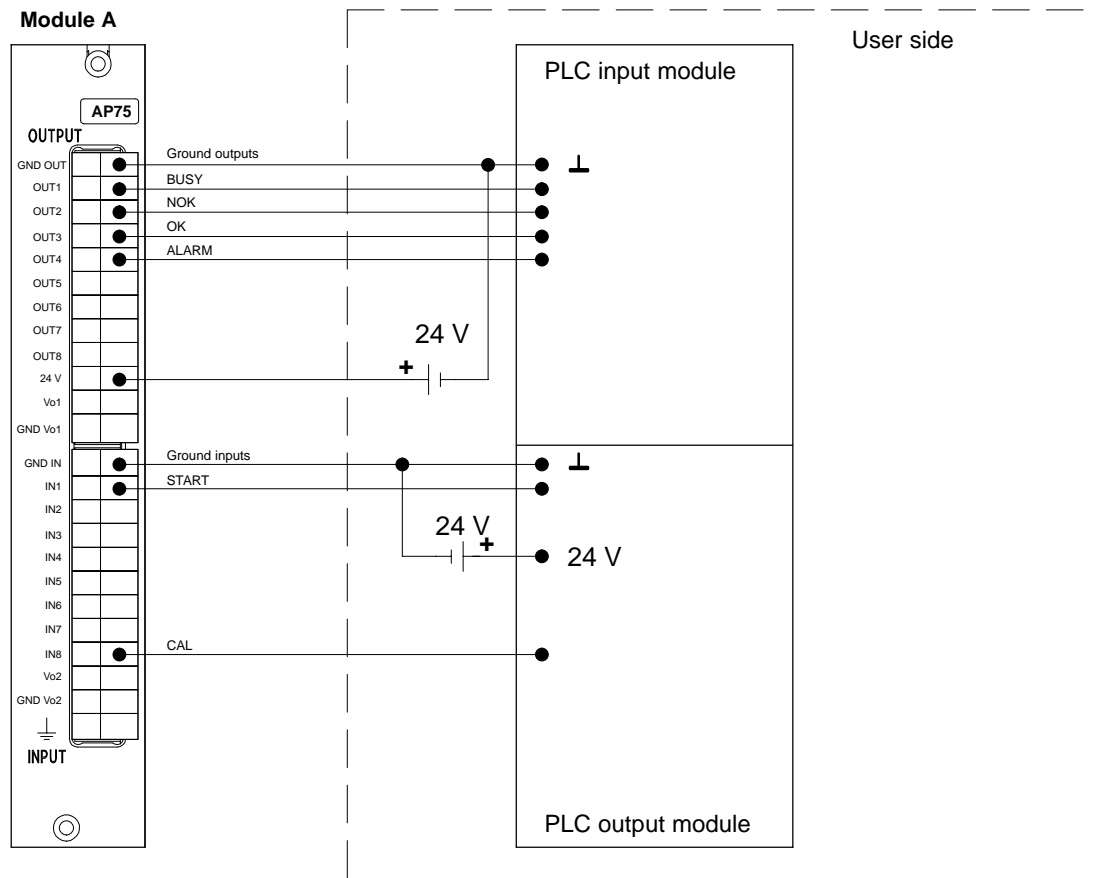 Module A
User side
PLC input module
AP75
OUTPUT
GND OUT
Ground outputs
OUT1
BUSY
OUT2
NOK
OUT3
OK
OUT4
ALARM
OUT5
OUT6
OUT7
24 V
+
OUT8
24 V
Vo1
GND Vo1
GND IN
Ground inputs
IN1
START
IN2
IN3
24 V
+
IN4
24 V
IN5
IN6
IN7
IN8
CAL
Vo2
GND Vo2
INPUT
PLC output module